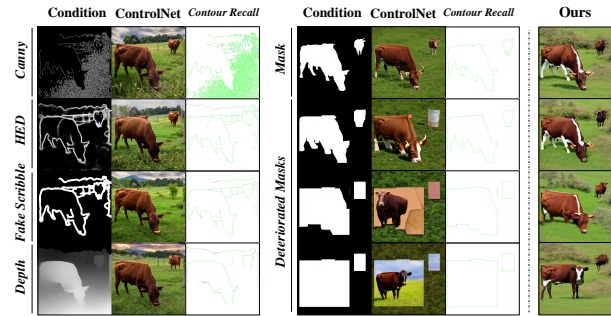 Condition ControlNet Contour Recall Condition ControlNet Contour Recall Ours
Canny
HED
Fake Scribble
Depth
Mask
Deteriorated Masks